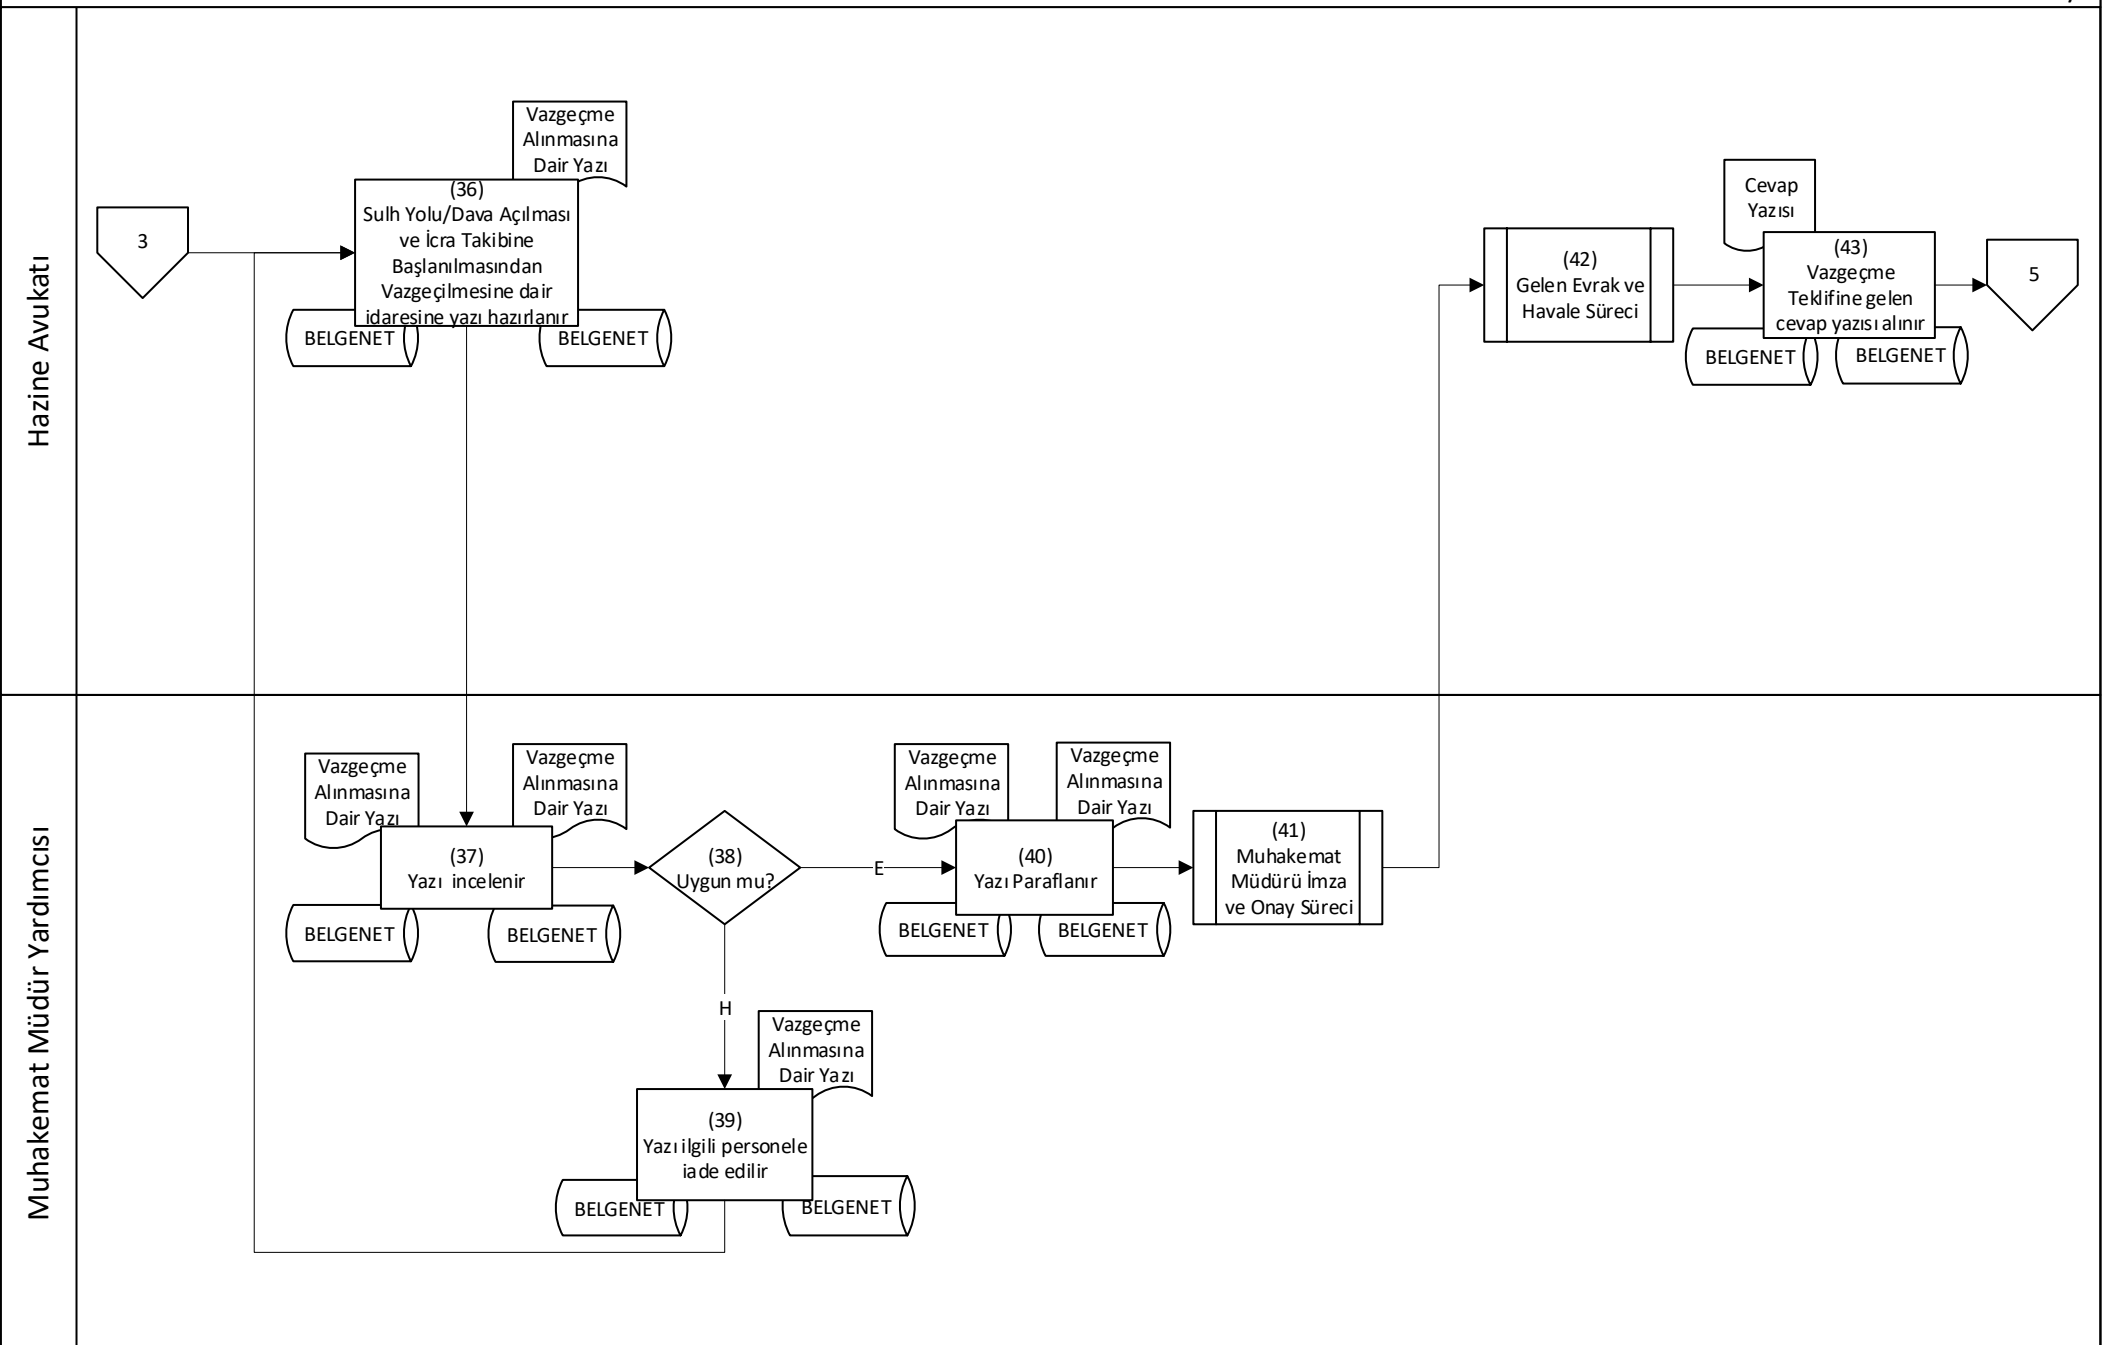 Hazine Avukatı
3
Vazgeçme
Alınmasına
Dair Yazı
(36)
Sulh Yolu/Dava Açılması
ve İcra Takibine
Başlanılmasından
Vazgeçilmesine dair
idaresine yazı hazırlanır
BELGENET
BELGENET
(42)
Gelen Evrak ve
Havale Süreci
Cevap
Yazısı
(43)
Vazgeçme
Teklifine gelen
cevap yazısı alınır
BELGENET
BELGENET
5
Muhakemat Müdür Yardımcısı
Vazgeçme
Alınmasına
Dair Yazı
Vazgeçme
Alınmasına
Dair Yazı
(37)
Yazı incelenir
BELGENET
BELGENET
(38)
Uygun mu?
E
H
Vazgeçme
Alınmasına
Dair Yazı
Vazgeçme
Alınmasına
Dair Yazı
(40)
Yazı Paraflanır
BELGENET
BELGENET
(41)
Muhakemat
Müdürü İmza
ve Onay Süreci
Vazgeçme
Alınmasına
Dair Yazı
(39)
Yazı ilgili personele
iade edilir
BELGENET
BELGENET